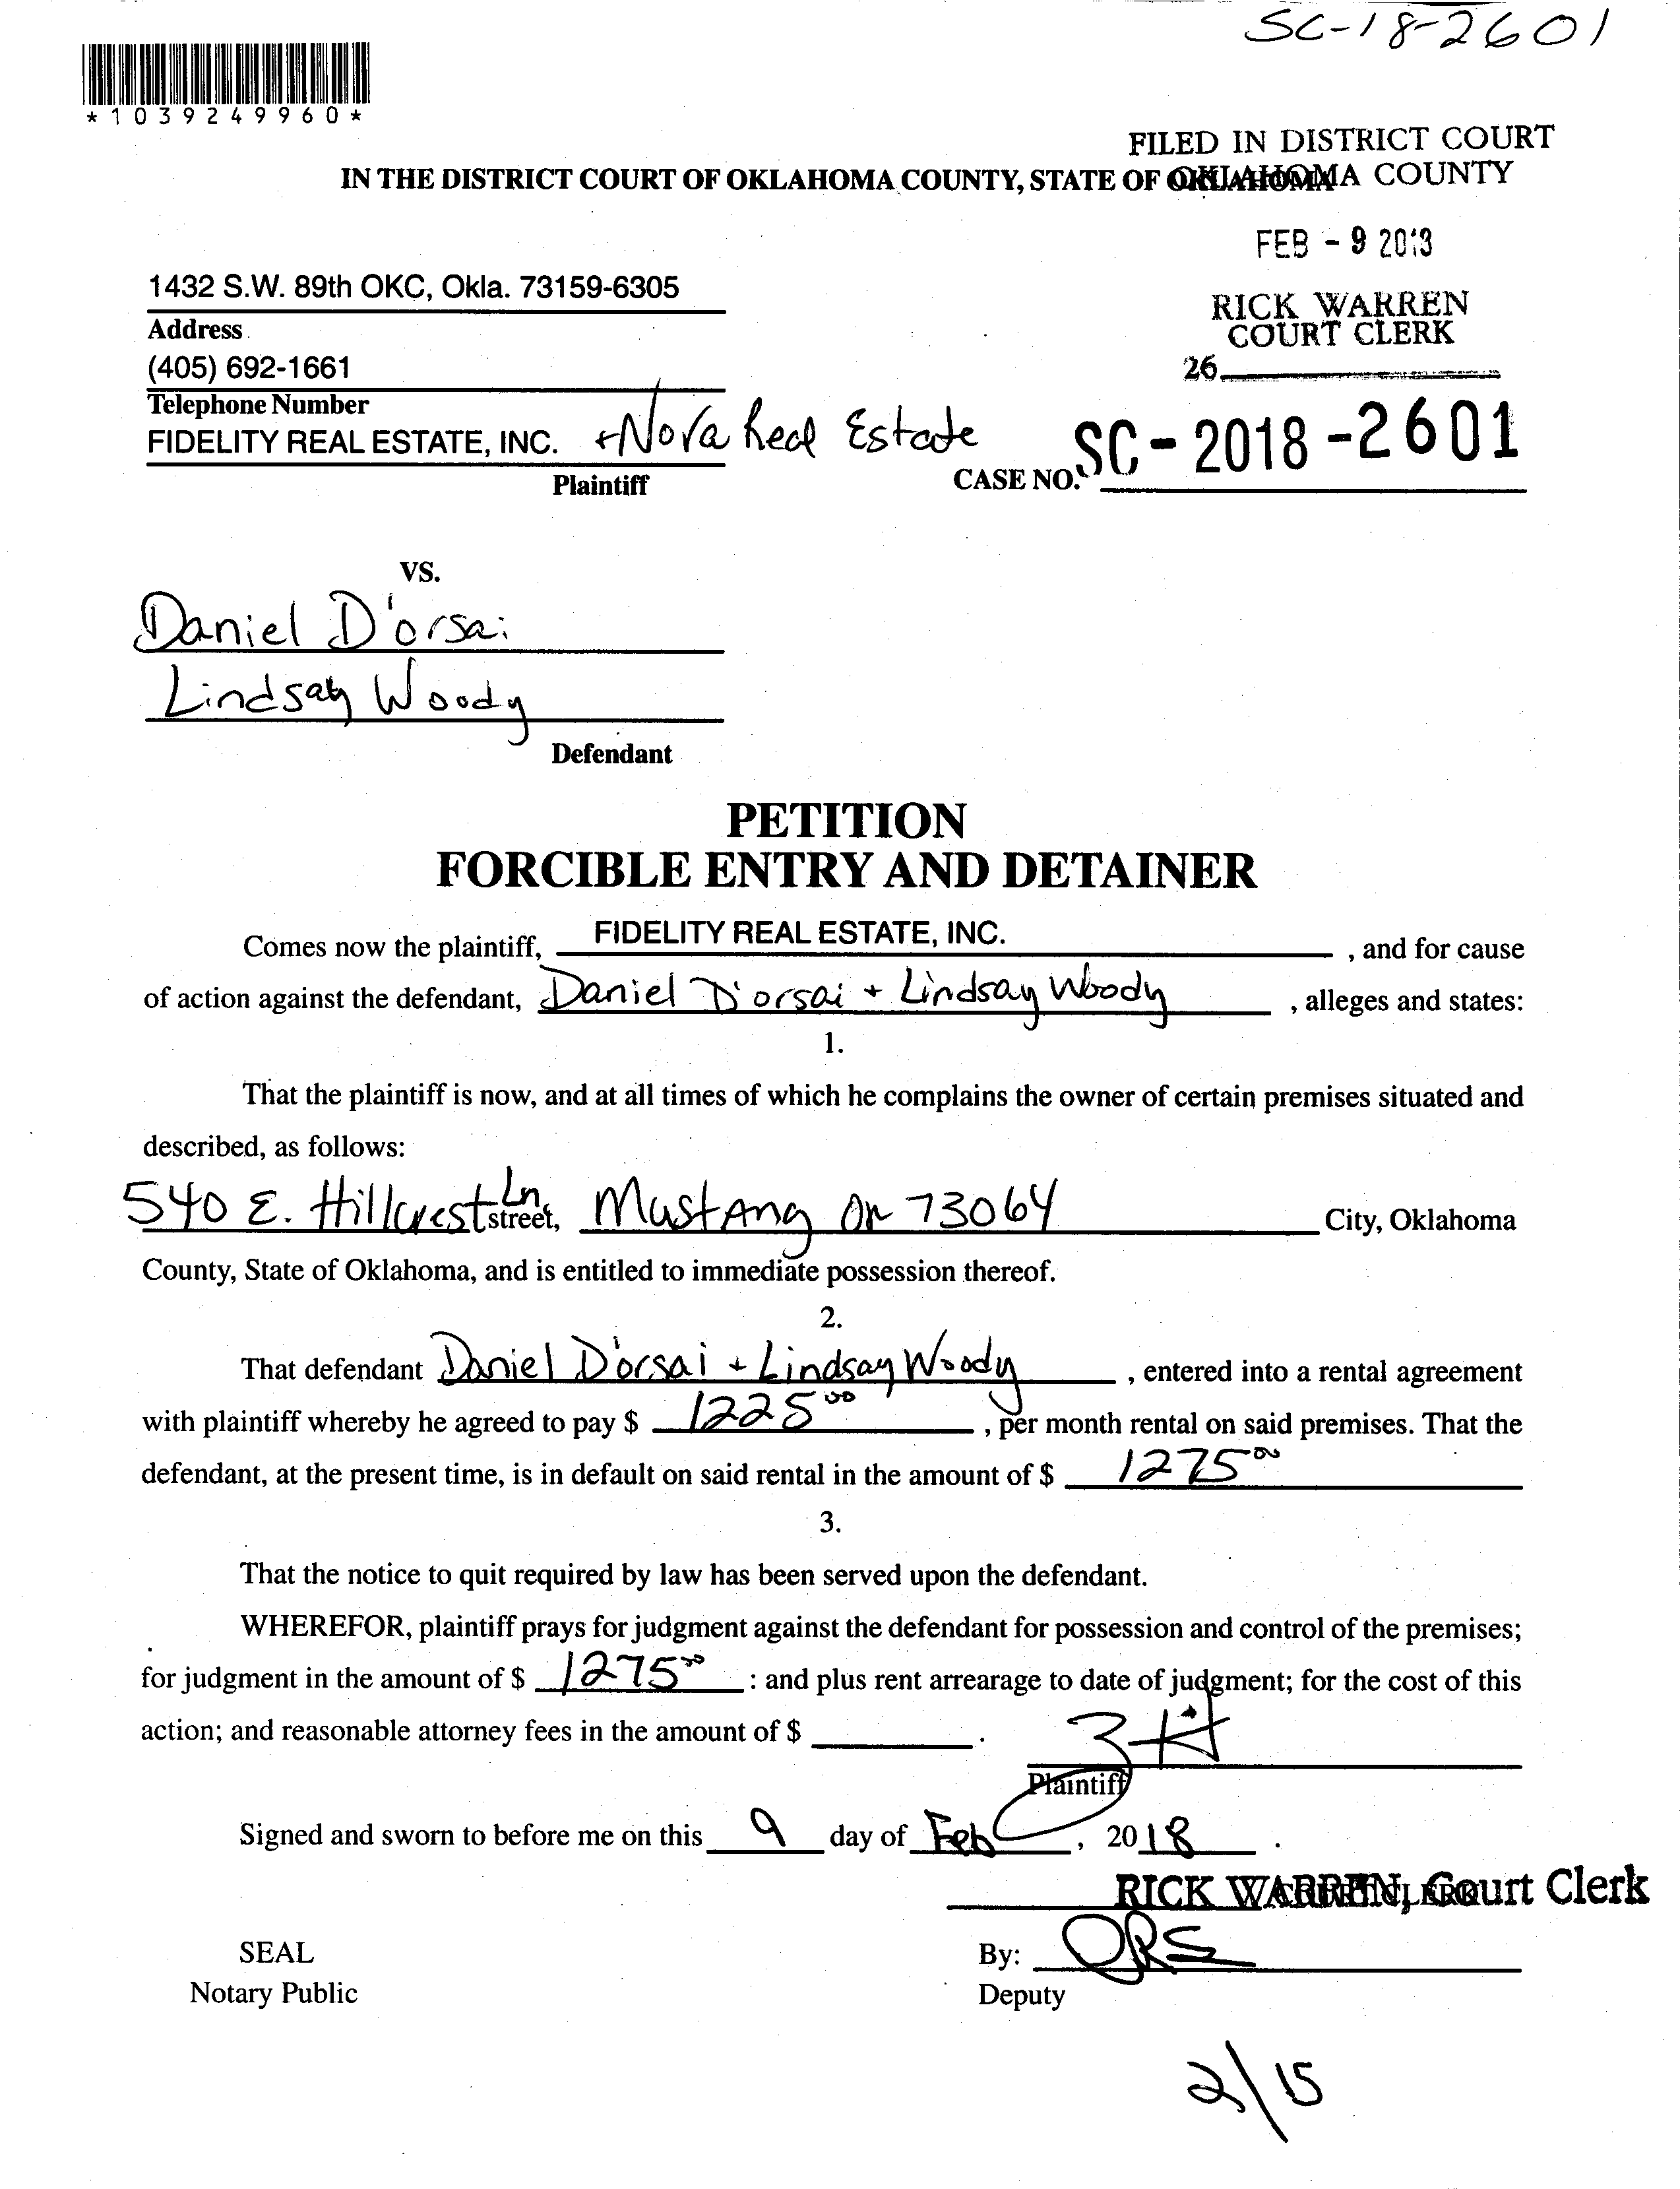 SC-18-2601
*1039249960*
FILED IN DISTRICT COURT
OKLAHOMA COUNTY
IN THE DISTRICT COURT OF OKLAHOMA COUNTY, STATE OF OKLAHOMA
FEB - 9 2018
1432 S.W. 89th OKC, Okla. 73159-6305
Address
RICK WARREN
COURT CLERK
(405) 692-1661
26
Telephone Number
FIDELITY REAL ESTATE, INC. + Nova Real Estate
Plaintiff
CASE NO. SC - 2018 - 2601
VS.
Daniel D'orsai
Lindsay Woody
Defendant
PETITION
FORCIBLE ENTRY AND DETAINER
Comes now the plaintiff, FIDELITY REAL ESTATE, INC. , and for cause
of action against the defendant, Daniel D'orsai + Lindsay Woody , alleges and states:
1.
That the plaintiff is now, and at all times of which he complains the owner of certain premises situated and
described, as follows:
540 E. Hillcrest Ln street, Mustang OK 73064 City, Oklahoma
County, State of Oklahoma, and is entitled to immediate possession thereof.
2.
That defendant Daniel D'orsai + Lindsay Woody , entered into a rental agreement
with plaintiff whereby he agreed to pay $ 1225 00 , per month rental on said premises. That the
defendant, at the present time, is in default on said rental in the amount of $ 1275 00
3.
That the notice to quit required by law has been served upon the defendant.
WHEREFOR, plaintiff prays for judgment against the defendant for possession and control of the premises;
for judgment in the amount of $ 1275 00 : and plus rent arrearage to date of judgment; for the cost of this
action; and reasonable attorney fees in the amount of $ .
Plaintiff
Signed and sworn to before me on this 9 day of Feb , 2018 .
RICK WARREN, Court Clerk
COURT CLERK
SEAL
By:
Notary Public
Deputy
2/15